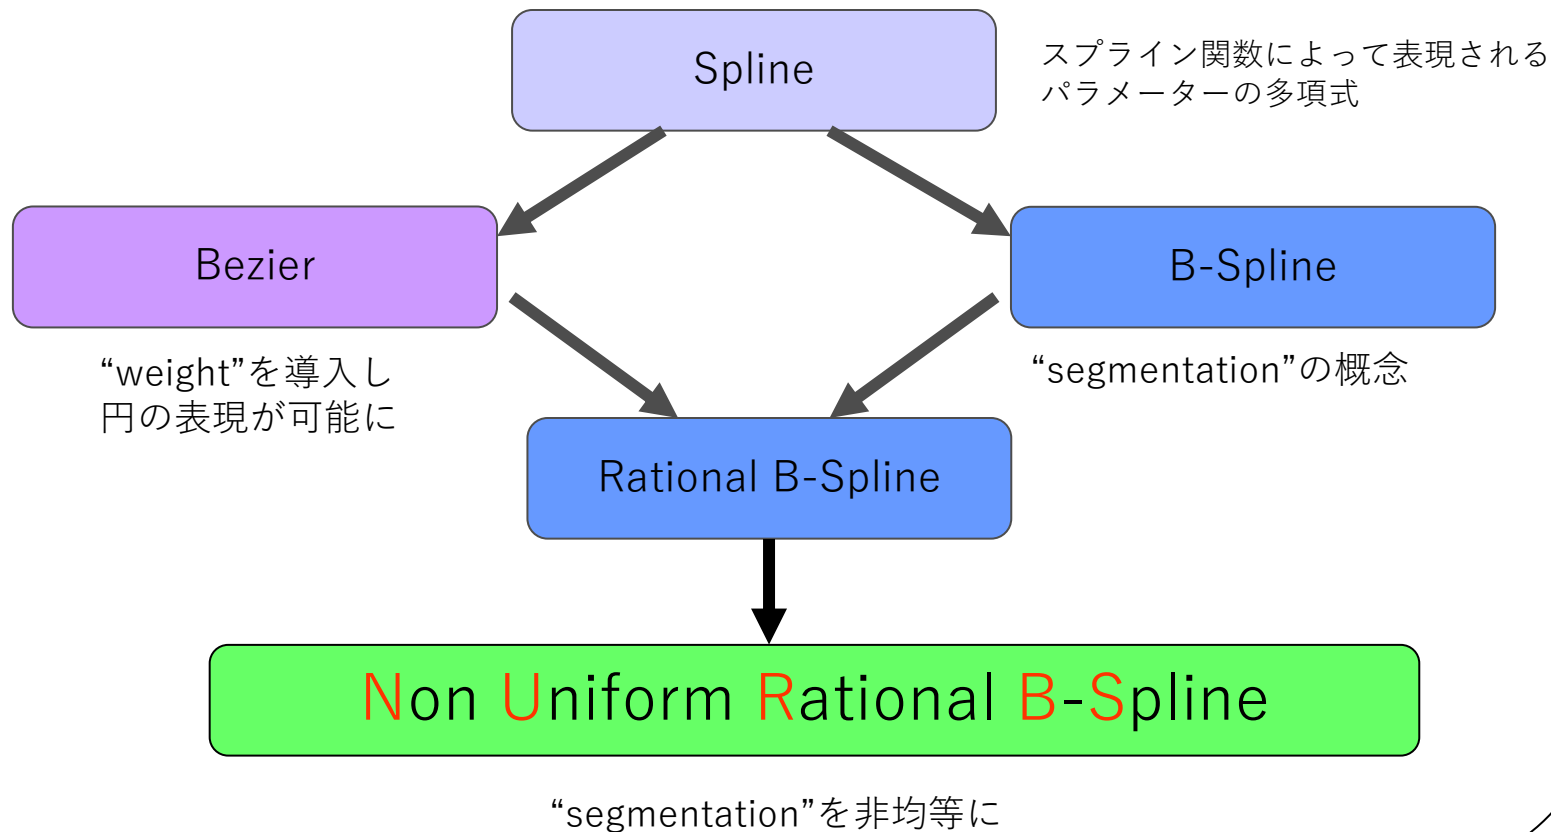 Spline
スプライン関数によって表現される
パラメーターの多項式
Bezier
B-Spline
“weight”を導入し
円の表現が可能に
“segmentation”の概念
Rational B-Spline
Non Uniform Rational B-Spline
“segmentation”を非均等に